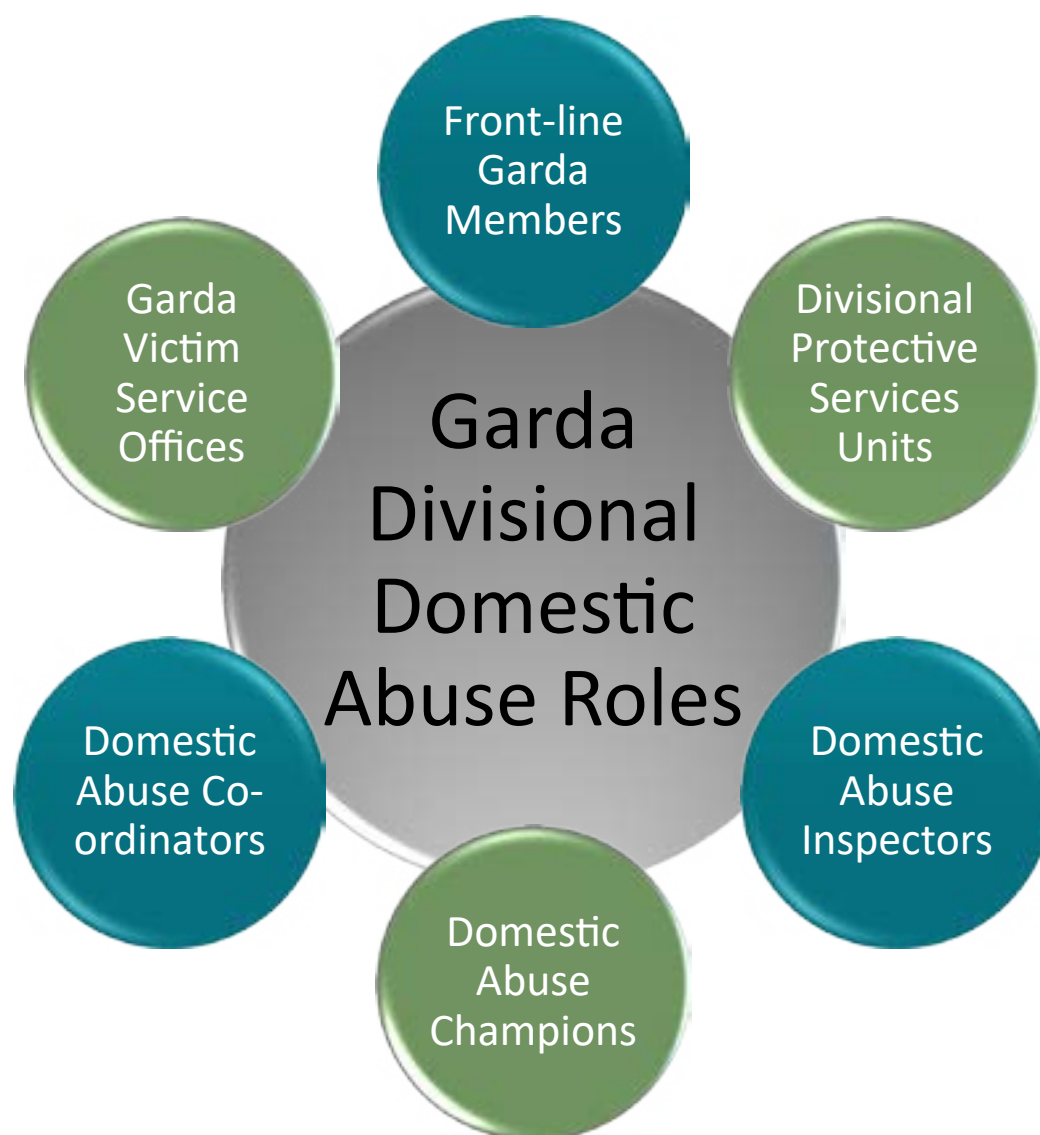 Front-line
Garda
Members
Divisional
Protective
Services
Units
Domestic
Abuse
Inspectors
Domestic
Abuse
Champions
Domestic
Abuse Co-
ordinators
Garda
Victim
Service
Offices
Garda
Divisional
Domestic
Abuse Roles